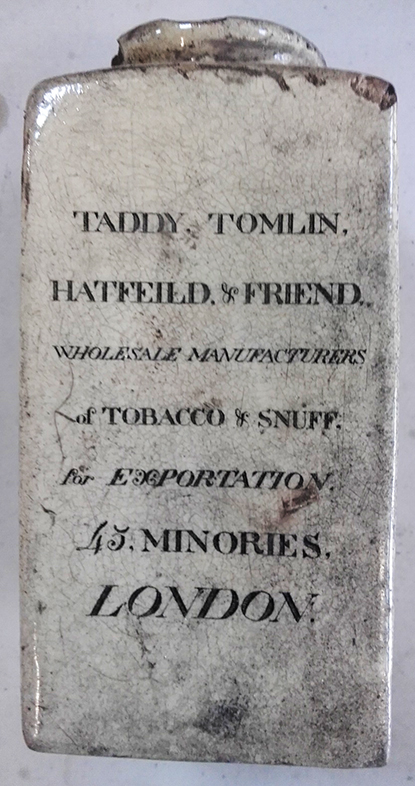 TADDY, TOMLIN,
HATFEILD, & FRIEND,
WHOLESALE MANUFACTURERS
of TOBACCO & SNUFF,
for EXPORTATION,
45, MINORIES,
LONDON.